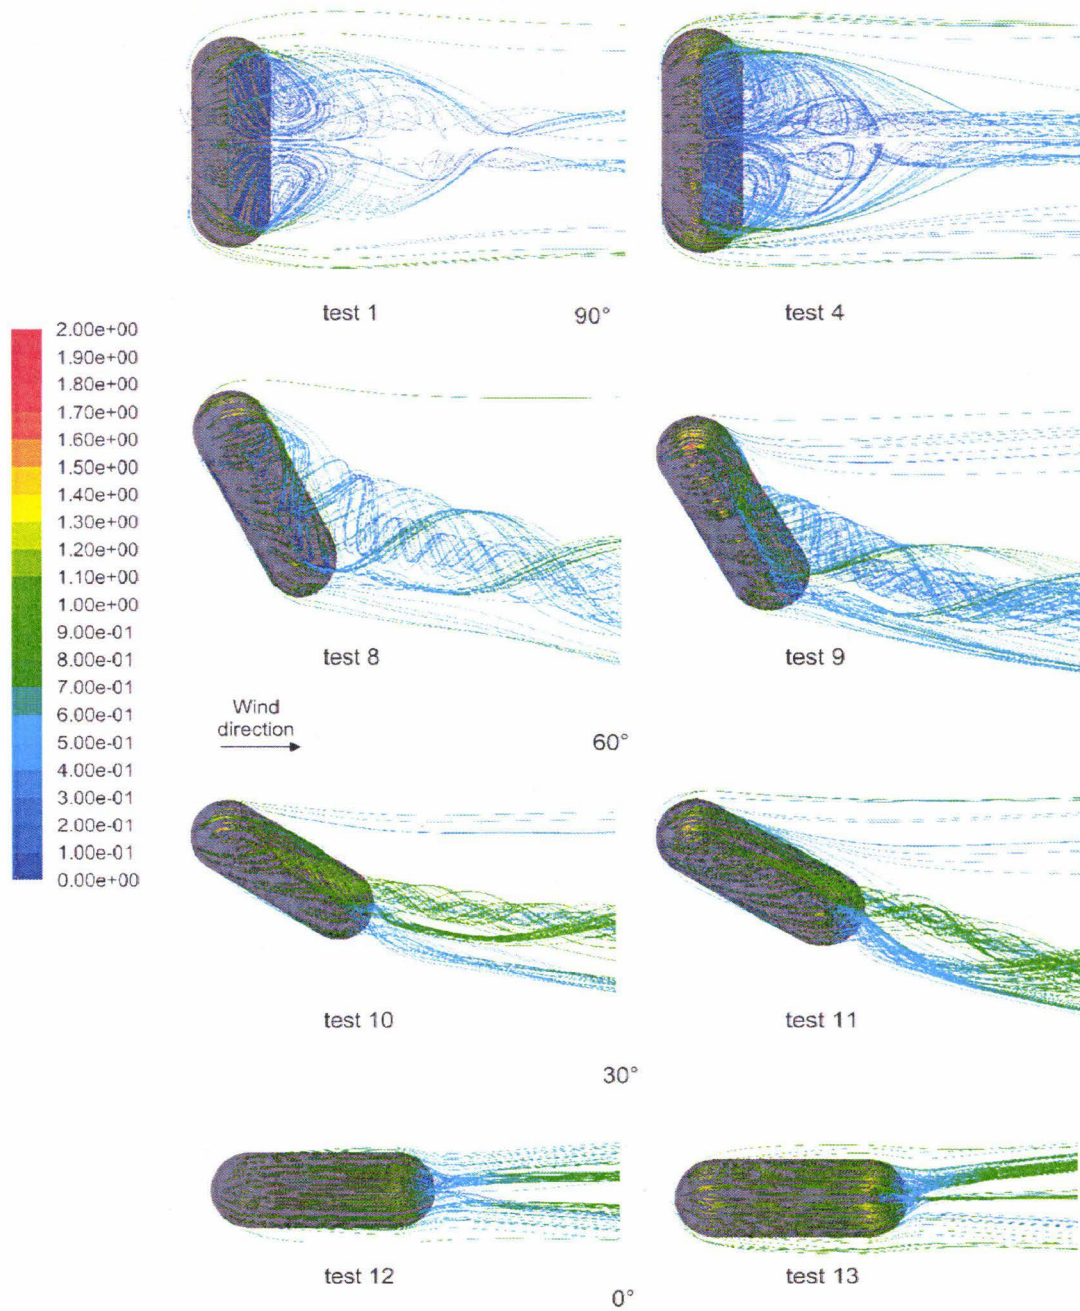 test 1
90°
test 4
2.00e+00
1.90e+00
1.80e+00
1.70e+00
1.60e+00
1.50e+00
1.40e+00
1.30e+00
1.20e+00
1.10e+00
1.00e+00
9.00e-01
8.00e-01
7.00e-01
6.00e-01
5.00e-01
4.00e-01
3.00e-01
2.00e-01
1.00e-01
0.00e+00
test 8
test 9
Wind
direction
60°
test 10
test 11
30°
test 12
test 13
0°